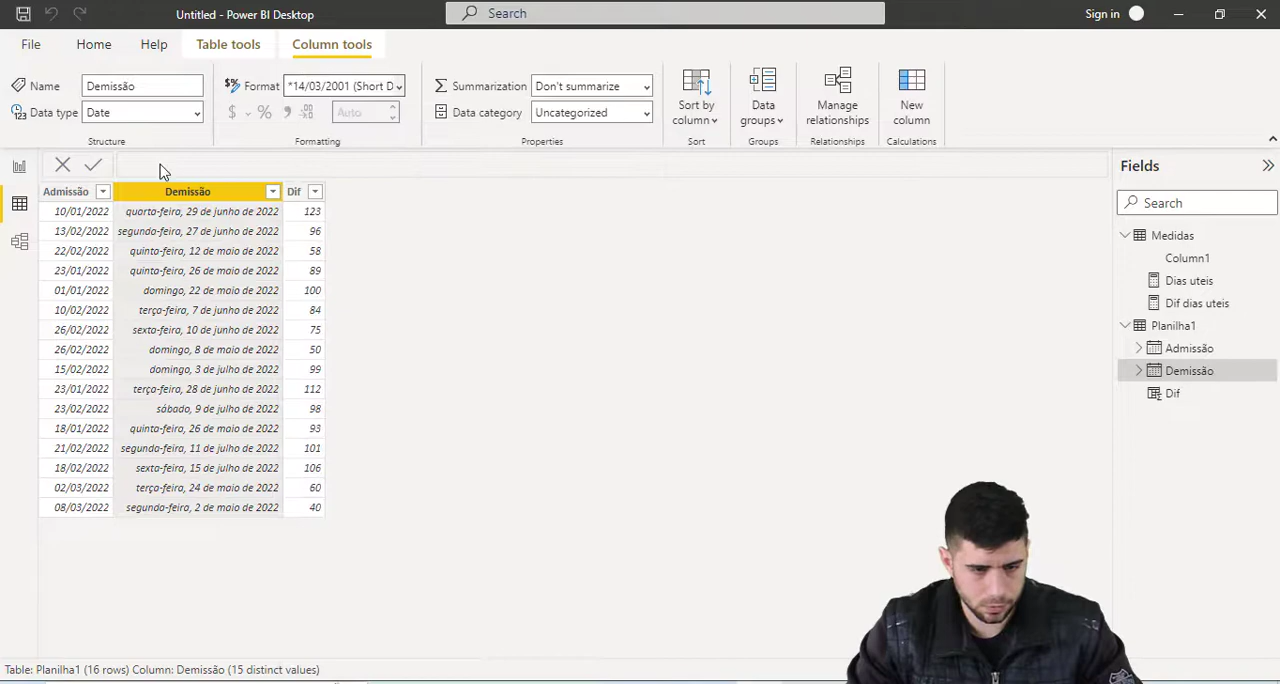 Untitled - Power BI Desktop
Search
Sign in
File
Home
Help
Table tools
Column tools
Name
Demissão
Format
*14/03/2001 (Short D
Summarization
Don't summarize
Data type
Date
$
%
Auto
Data category
Uncategorized
Sort by column
Data groups
Manage relationships
New column
Structure
Formatting
Properties
Sort
Groups
Relationships
Calculations
Admissão Demissão Dif
10/01/2022 quarta-feira, 29 de junho de 2022 123
13/02/2022 segunda-feira, 27 de junho de 2022 96
22/02/2022 quinta-feira, 12 de maio de 2022 58
23/01/2022 quinta-feira, 26 de maio de 2022 89
01/01/2022 domingo, 22 de maio de 2022 100
10/02/2022 terça-feira, 7 de junho de 2022 84
26/02/2022 sexta-feira, 10 de junho de 2022 75
26/02/2022 domingo, 8 de maio de 2022 50
15/02/2022 domingo, 3 de julho de 2022 99
23/01/2022 terça-feira, 28 de junho de 2022 112
23/02/2022 sábado, 9 de julho de 2022 98
18/01/2022 quinta-feira, 26 de maio de 2022 93
21/02/2022 segunda-feira, 11 de julho de 2022 101
18/02/2022 sexta-feira, 15 de julho de 2022 106
02/03/2022 terça-feira, 24 de maio de 2022 60
08/03/2022 segunda-feira, 2 de maio de 2022 40
Fields
Search
Medidas
Column1
Dias uteis
Dif dias uteis
Planilha1
Admissão
Demissão
Dif
Table: Planilha1 (16 rows) Column: Demissão (15 distinct values)